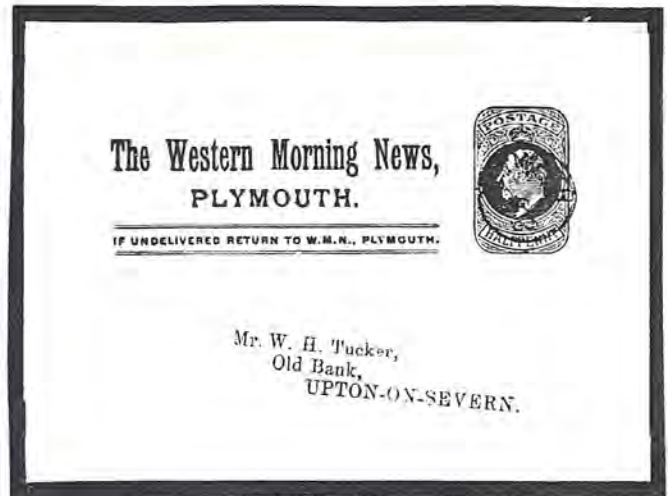 The Western Morning News,
PLYMOUTH.
IF UNDELIVERED RETURN TO W.M.N., PLYMOUTH.
POSTAGE
HALFPENNY
Mr. W. H. Tucker,
Old Bank,
UPTON-ON-SEVERN.